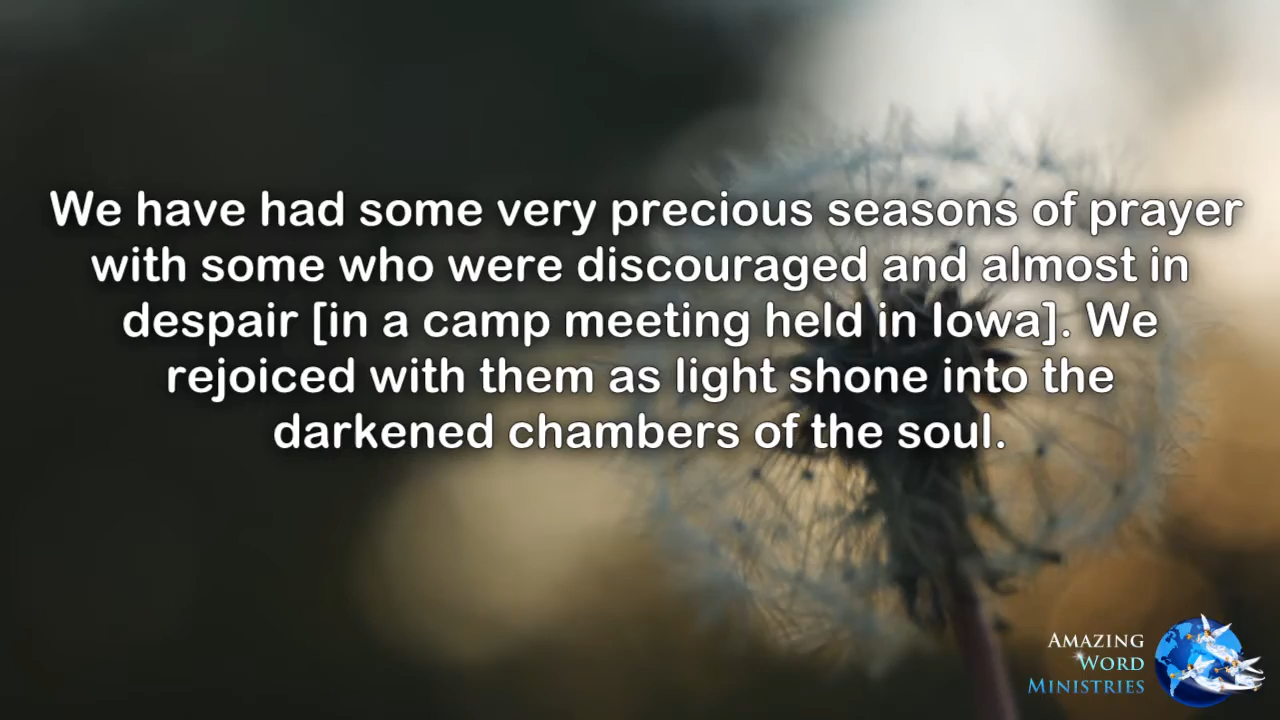 We have had some very precious seasons of prayer
with some who were discouraged and almost in
despair [in a camp meeting held in Iowa]. We
rejoiced with them as light shone into the
darkened chambers of the soul.
AMAZING
WORD
MINISTRIES